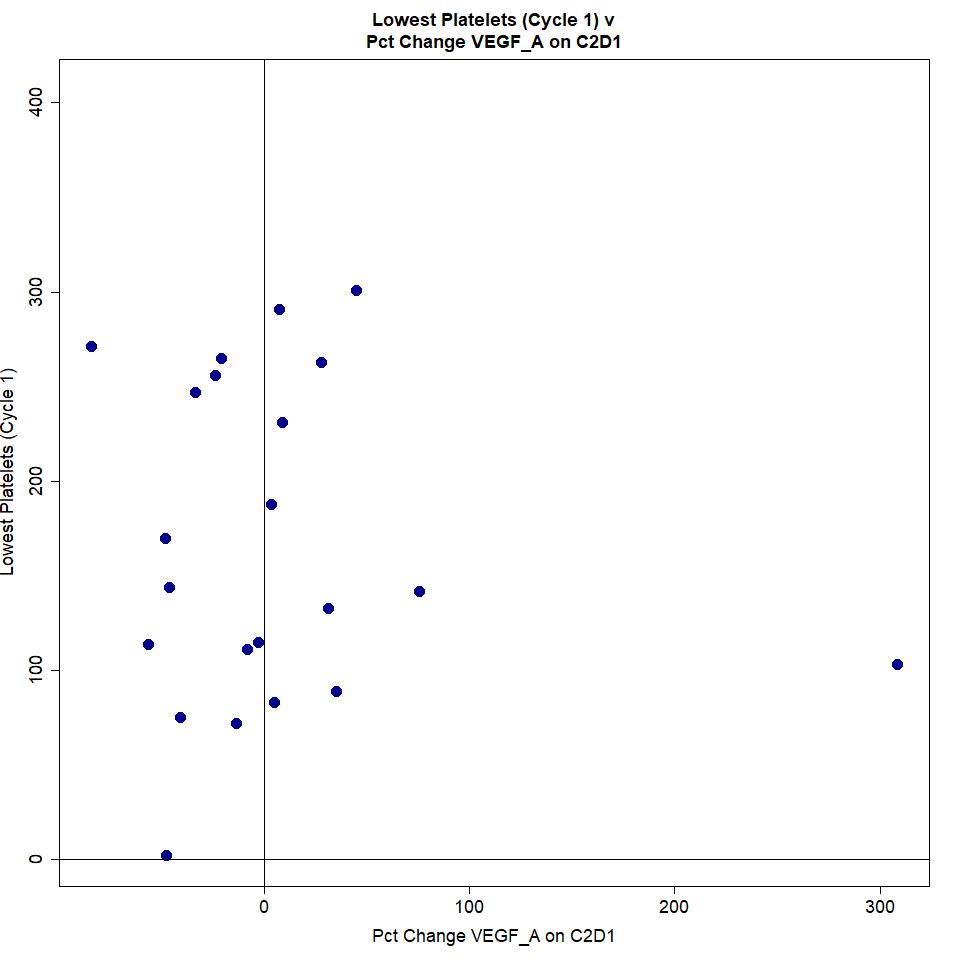 Lowest Platelets (Cycle 1) v
Pct Change VEGF_A on C2D1
400
300
200
100
0
Lowest Platelets (Cycle 1)
0 100 200 300
Pct Change VEGF_A on C2D1